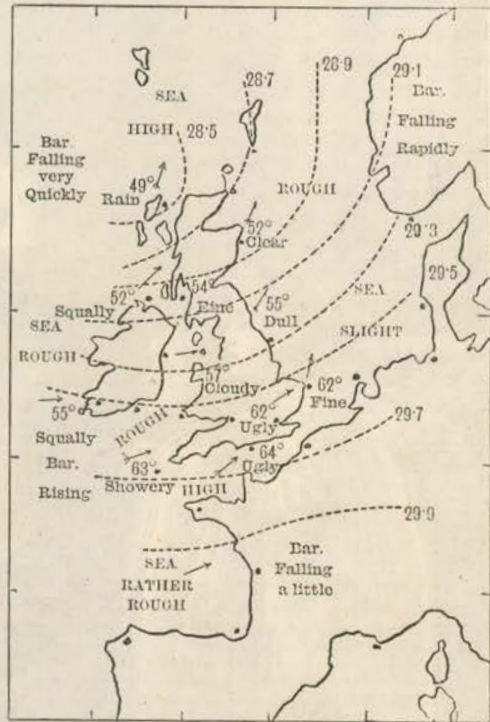 28·7
28·9
29·1
SEA
Bar.
HIGH
28·5
Falling
Rapidly
Bar.
Falling
very
Quickly
49°
Rain
ROUGH
52°
Clear
29·3
29·5
52°
54°
Fine
55°
Dull
SEA
Squally
SEA
ROUGH
SLIGHT
57°
Cloudy
62°
Fine
55°
Squally
ROUGH
62°
Ugly
29·7
Bar.
Rising
64°
Ugly
63°
Showery
HIGH
29·9
SEA
RATHER
ROUGH
Bar.
Falling
a little